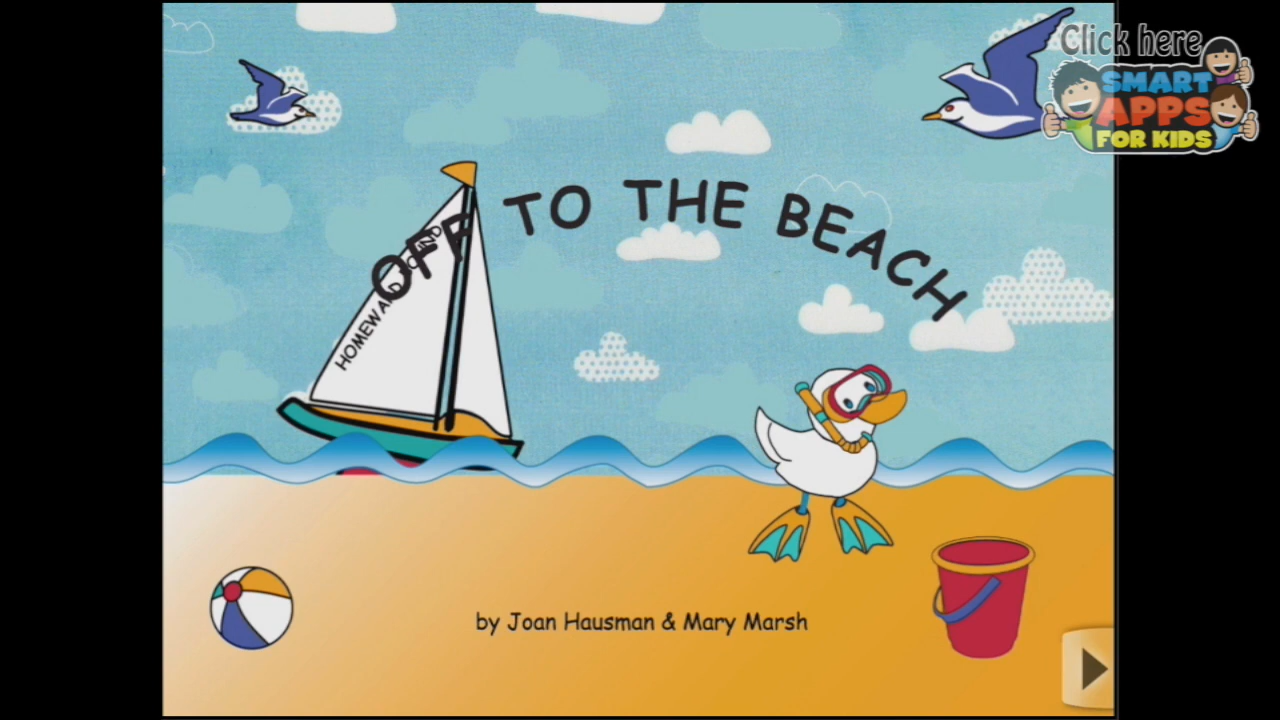 Click here
SMART
APPS
FOR KIDS
OFF TO THE BEACH
HOMEWARD BOUND
by Joan Hausman & Mary Marsh